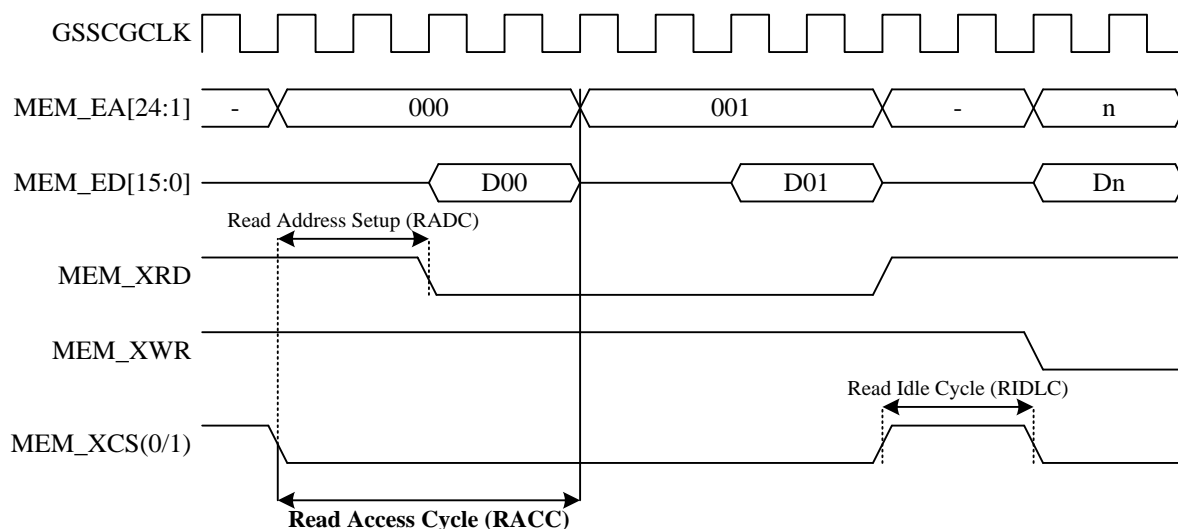 GSSCGCLK
MEM_EA[24:1] - 000 001 - n
MEM_ED[15:0] D00 D01 Dn
Read Address Setup (RADC)
MEM_XRD
MEM_XWR
Read Idle Cycle (RIDLC)
MEM_XCS(0/1)
Read Access Cycle (RACC)